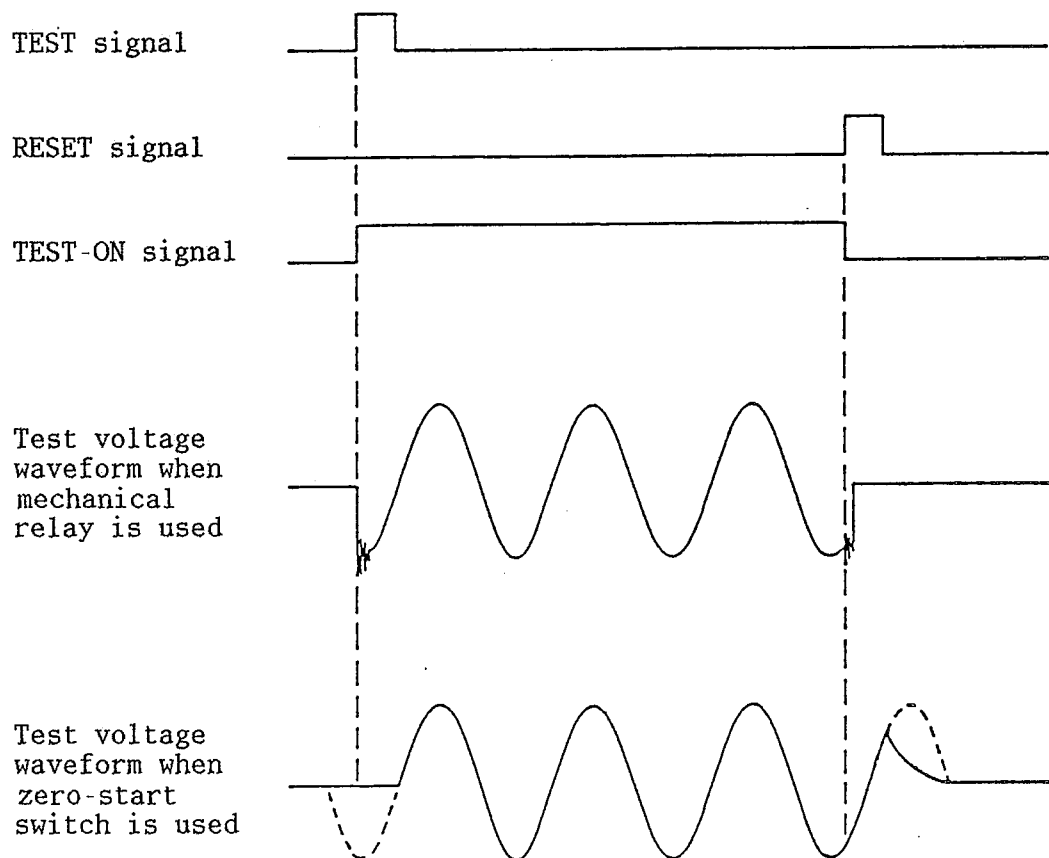 TEST signal
RESET signal
TEST-ON signal
Test voltage
waveform when
mechanical
relay is used
Test voltage
waveform when
zero-start
switch is used